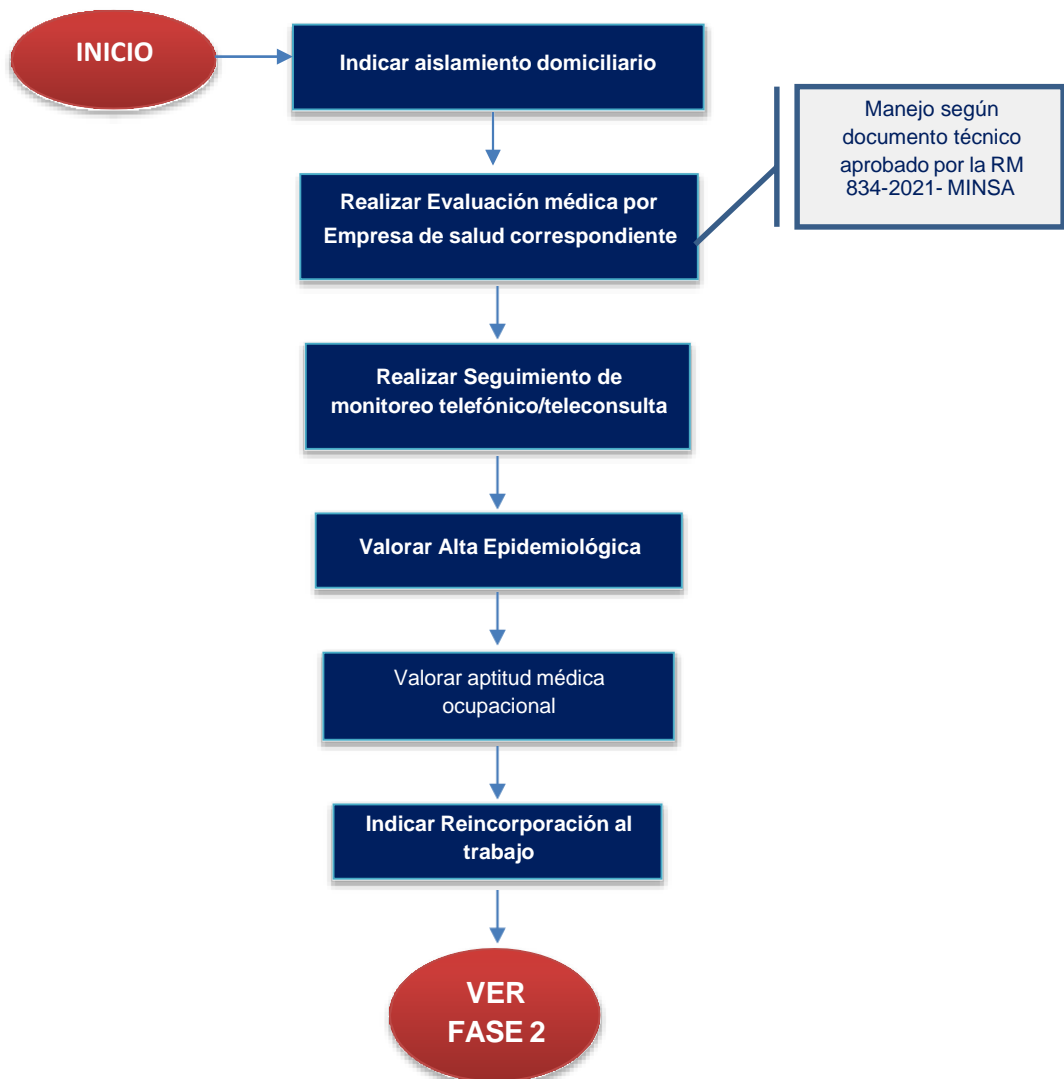 INICIO
Indicar aislamiento domiciliario
Manejo según
documento técnico
aprobado por la RM
834-2021- MINSA
Realizar Evaluación médica por
Empresa de salud correspondiente
Realizar Seguimiento de
monitoreo telefónico/teleconsulta
Valorar Alta Epidemiológica
Valorar aptitud médica
ocupacional
Indicar Reincorporación al
trabajo
VER
FASE 2